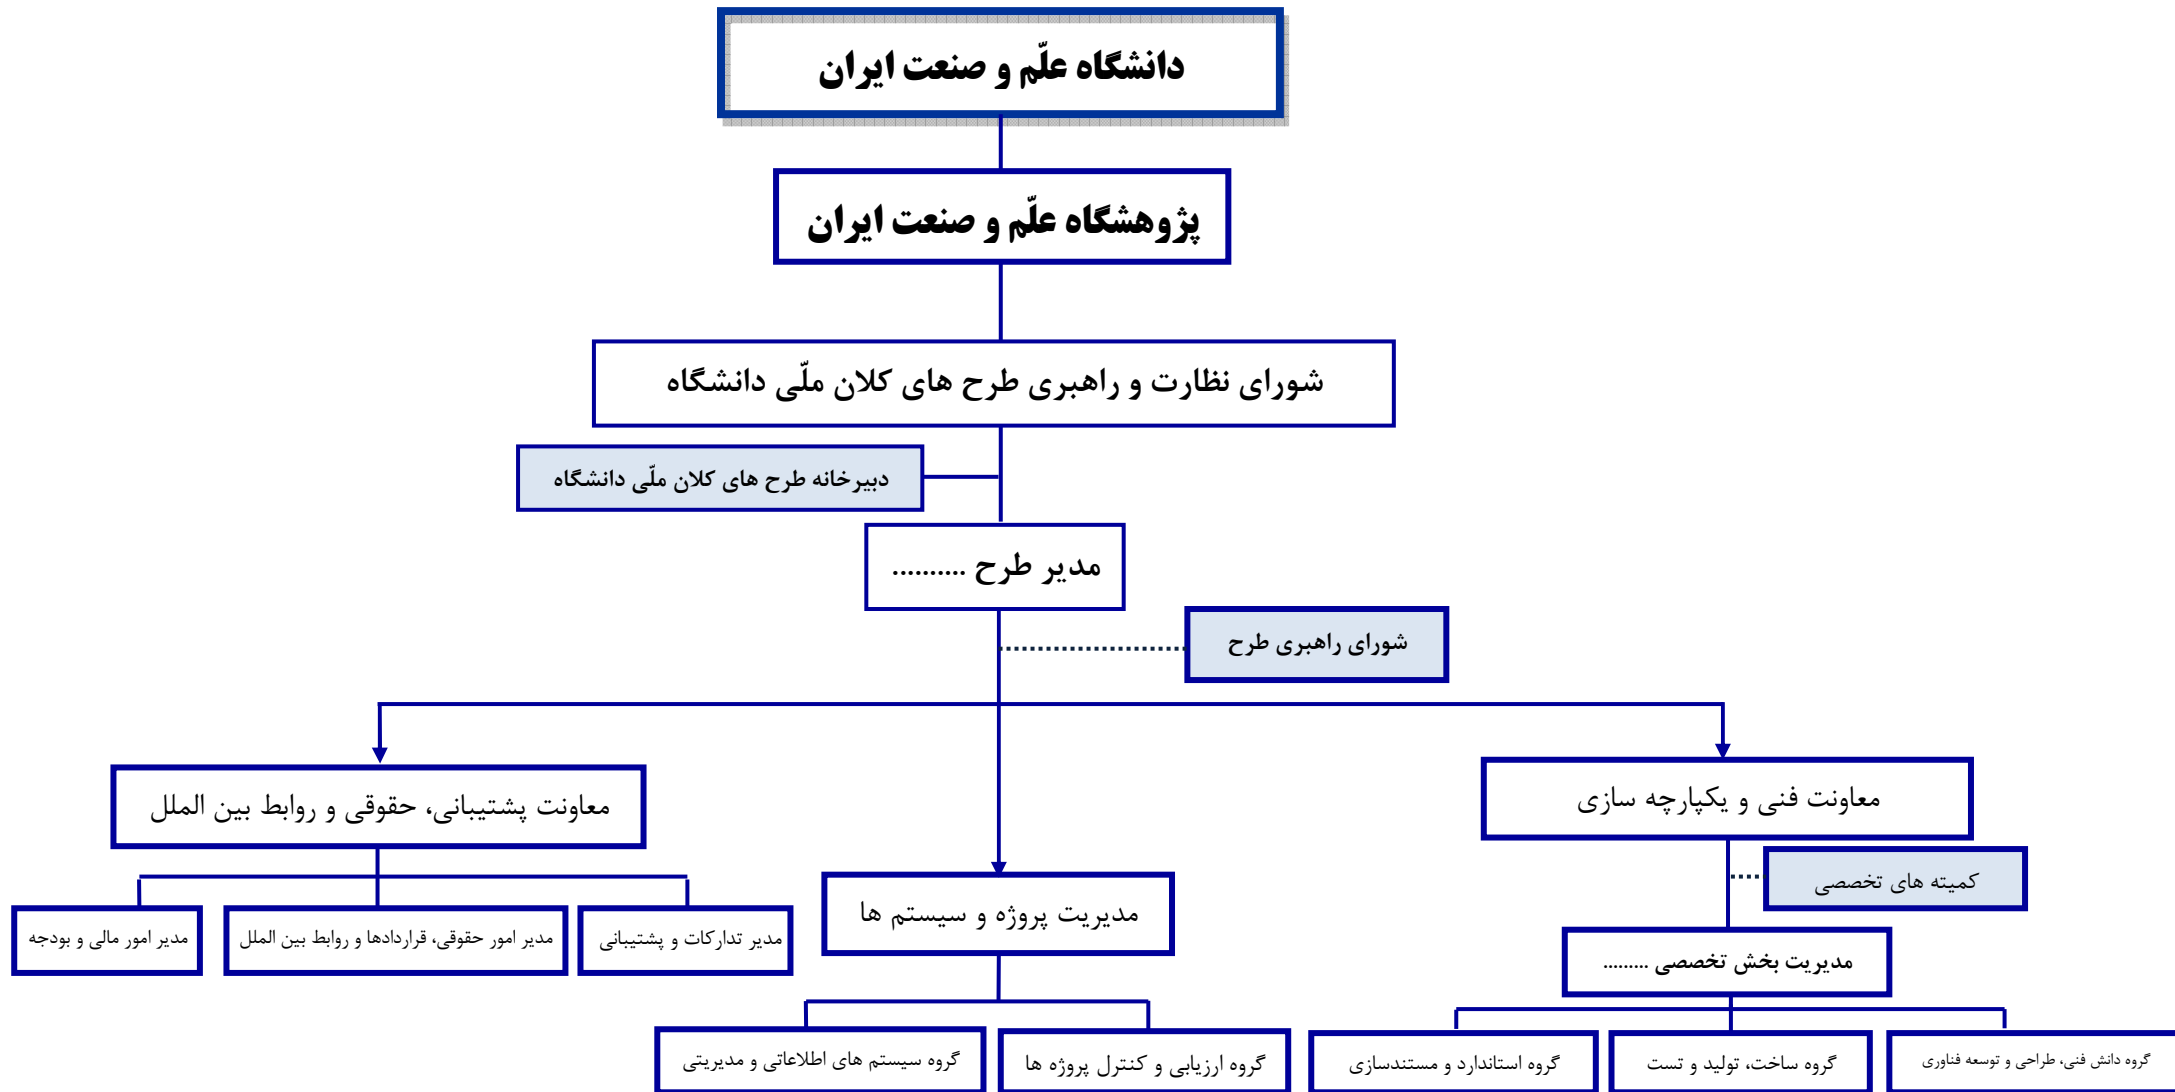 دانشگاه علّم و صنعت ایران
پژوهشگاه علّم و صنعت ایران
شورای نظارت و راهبری طرح های کلان ملّی دانشگاه
دبیرخانه طرح های کلان ملّی دانشگاه
مدیر طرح ..........
شورای راهبری طرح
معاونت فنی و یکپارچه سازی
معاونت پشتیبانی، حقوقی و روابط بین الملل
کمیته های تخصصی
مدیریت پروژه و سیستم ها
مدیر تدارکات و پشتیبانی
مدیر امور حقوقی، قراردادها و روابط بین الملل
مدیر امور مالی و بودجه
مدیریت بخش تخصصی .........
گروه دانش فنی، طراحی و توسعه فناوری
گروه ساخت، تولید و تست
گروه استاندارد و مستندسازی
گروه ارزیابی و کنترل پروژه ها
گروه سیستم های اطلاعاتی و مدیریتی